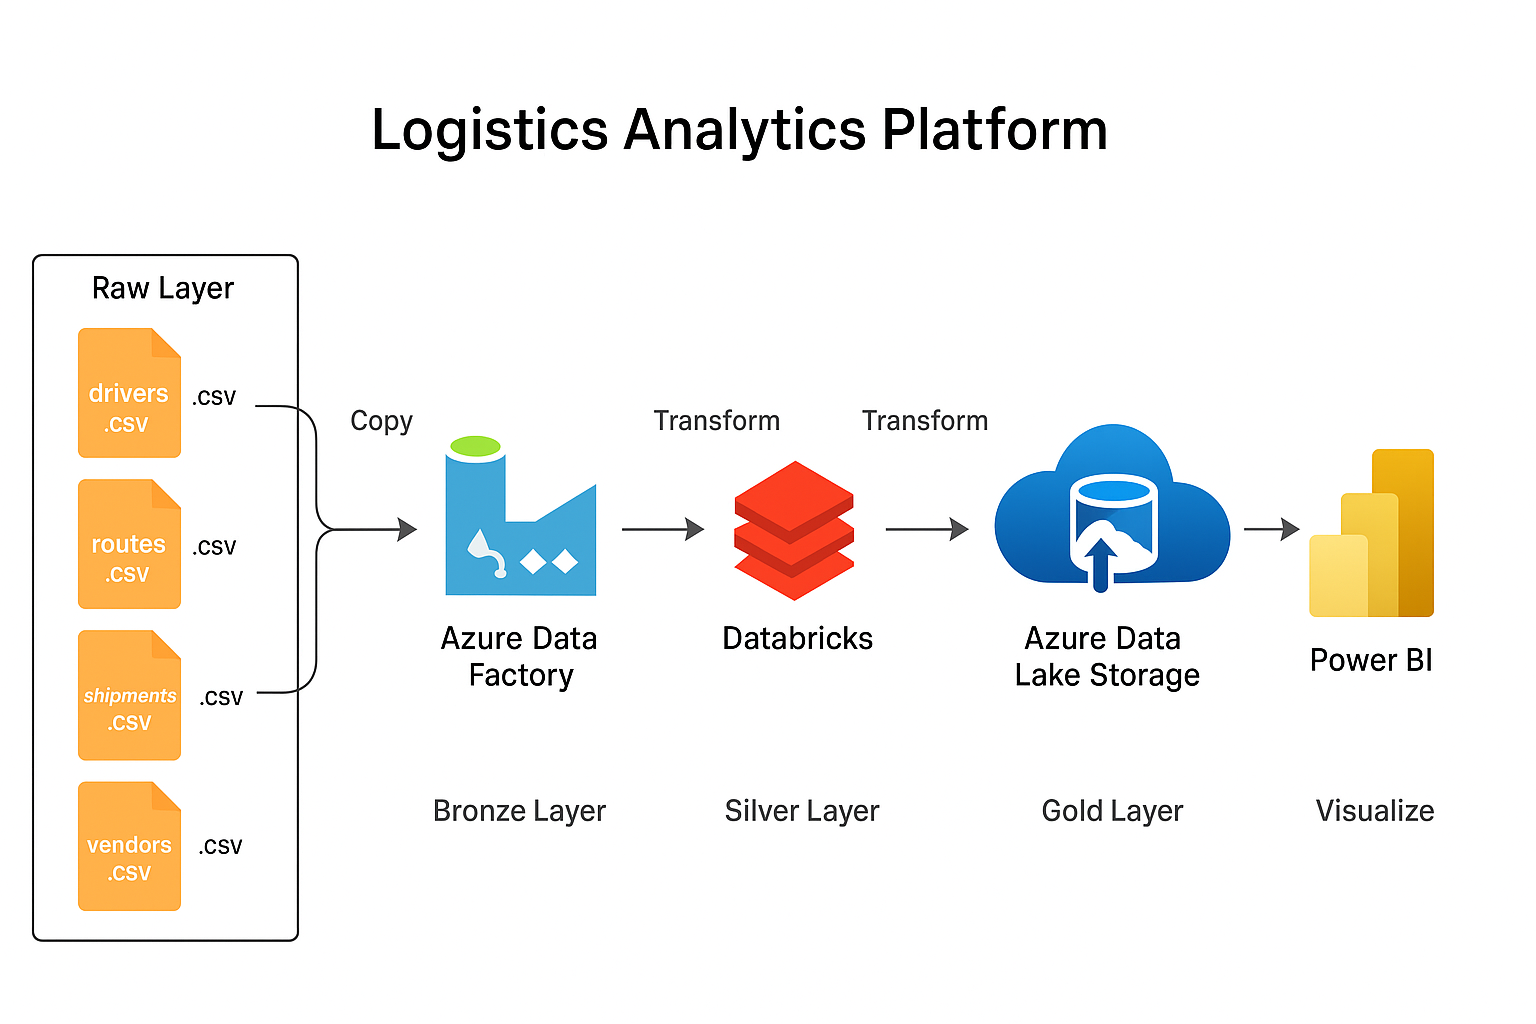 Logistics Analytics Platform
Raw Layer
drivers
.csv
.csv
routes
.csv
.csv
shipments
.csv
.csv
vendors
.csv
.csv
Copy
Transform
Transform
Azure Data
Factory
Databricks
Azure Data
Lake Storage
Power BI
Bronze Layer
Silver Layer
Gold Layer
Visualize